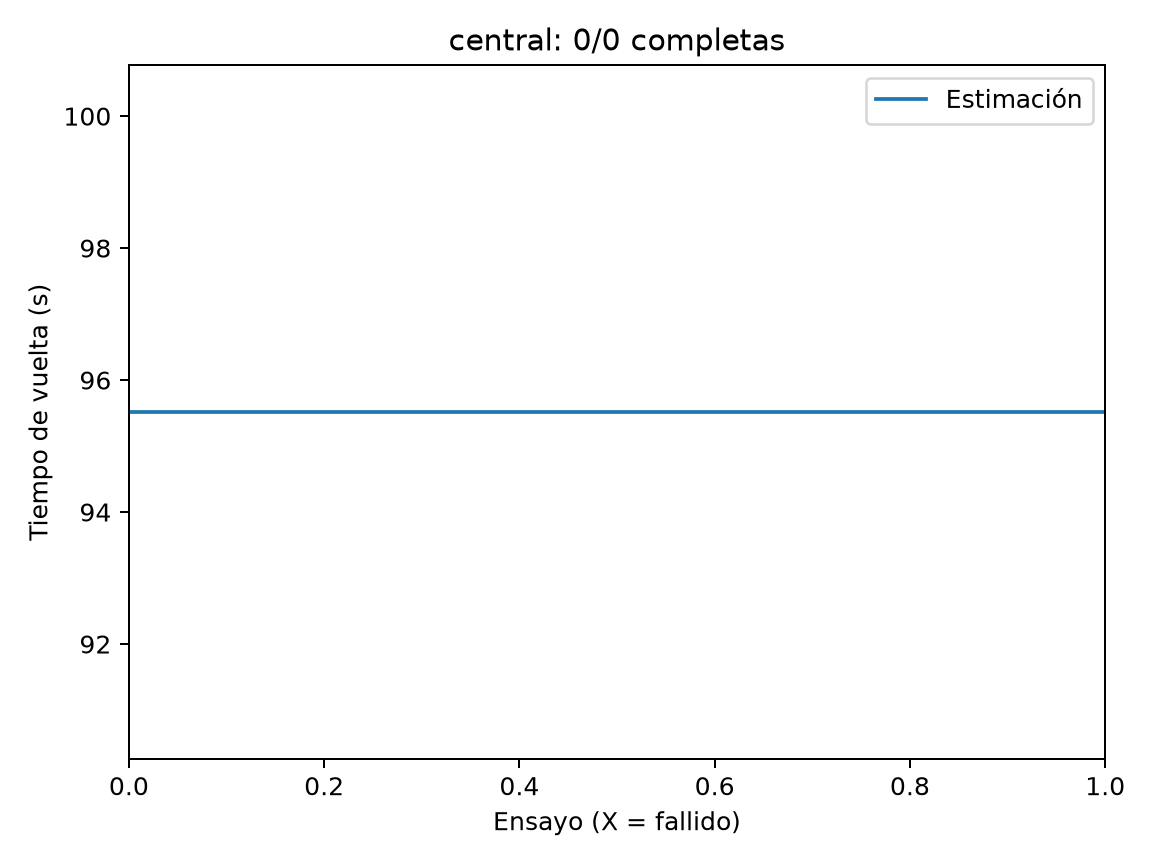 central: 0/0 completas
Estimación
Tiempo de vuelta (s)
100
98
96
94
92
0.0 0.2 0.4 0.6 0.8 1.0
Ensayo (X = fallido)